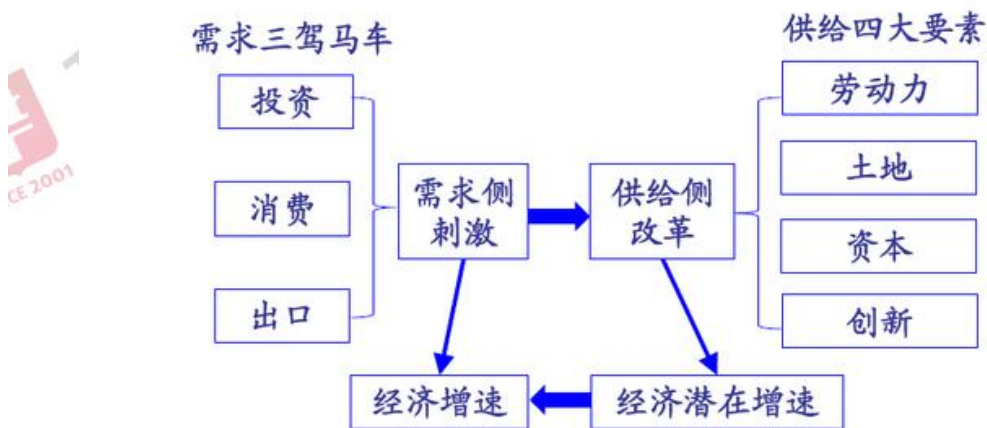 需求三驾马车
投资
消费
出口
需求侧
刺激
供给侧
改革
供给四大要素
劳动力
土地
资本
创新
经济增速
经济潜在增速
CE 2001